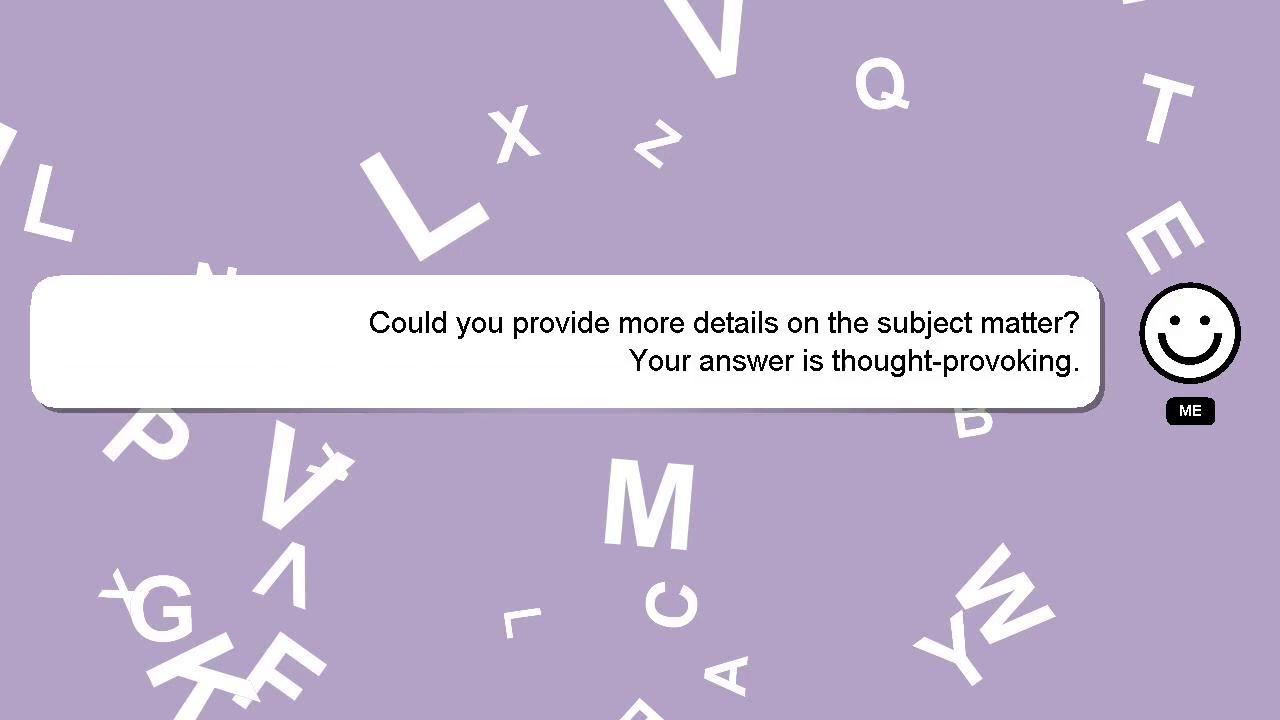 V
Q
T
X
Z
L
L
E
N
Could you provide more details on the subject matter?
Your answer is thought-provoking.
ME
B
P
V
M
V
X
G
C
W
L
Y
K
F
A